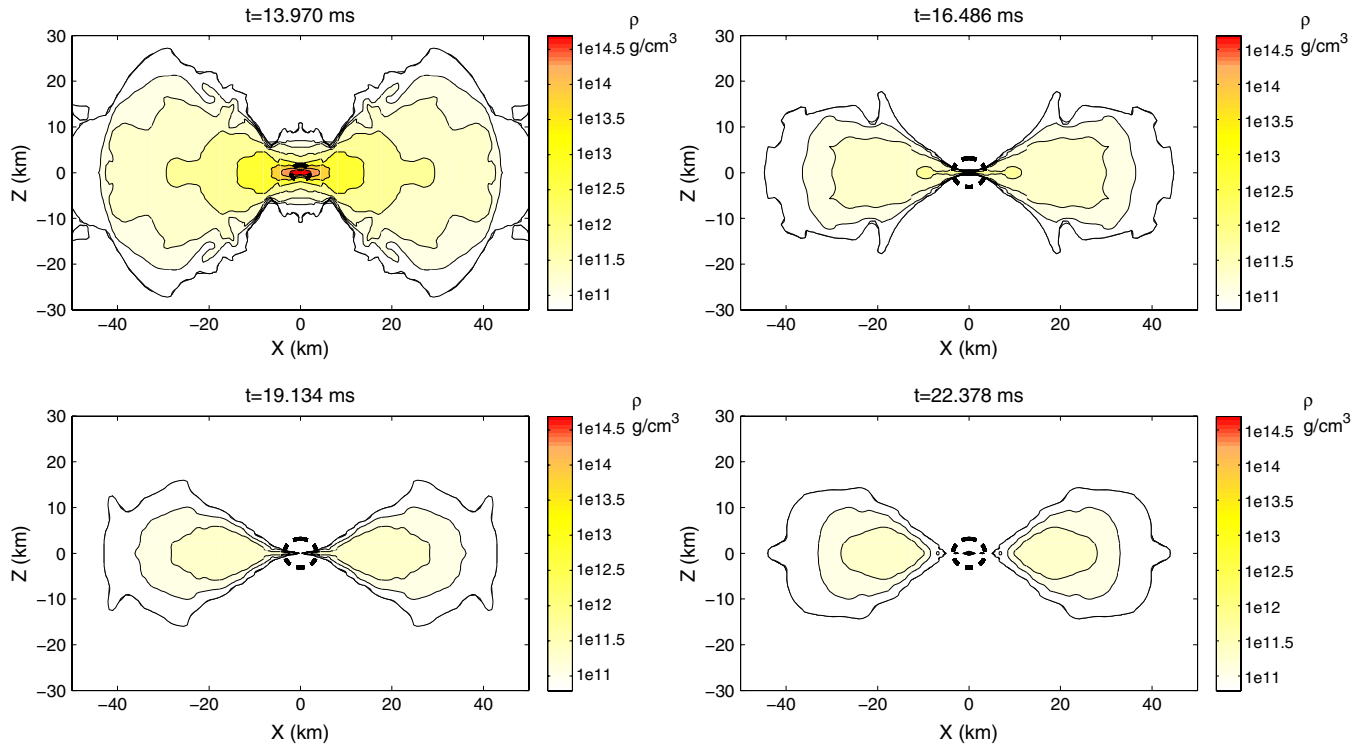 t=13.970 ms
ρ
g/cm³
30
20
10
0
−10
−20
−30
Z (km)
−40
−20
0
20
40
X (km)
1e14.5
1e14
1e13.5
1e13
1e12.5
1e12
1e11.5
1e11
t=16.486 ms
ρ
g/cm³
30
20
10
0
−10
−20
−30
Z (km)
−40
−20
0
20
40
X (km)
1e14.5
1e14
1e13.5
1e13
1e12.5
1e12
1e11.5
1e11
t=19.134 ms
ρ
g/cm³
30
20
10
0
−10
−20
−30
Z (km)
−40
−20
0
20
40
X (km)
1e14.5
1e14
1e13.5
1e13
1e12.5
1e12
1e11.5
1e11
t=22.378 ms
ρ
g/cm³
30
20
10
0
−10
−20
−30
Z (km)
−40
−20
0
20
40
X (km)
1e14.5
1e14
1e13.5
1e13
1e12.5
1e12
1e11.5
1e11